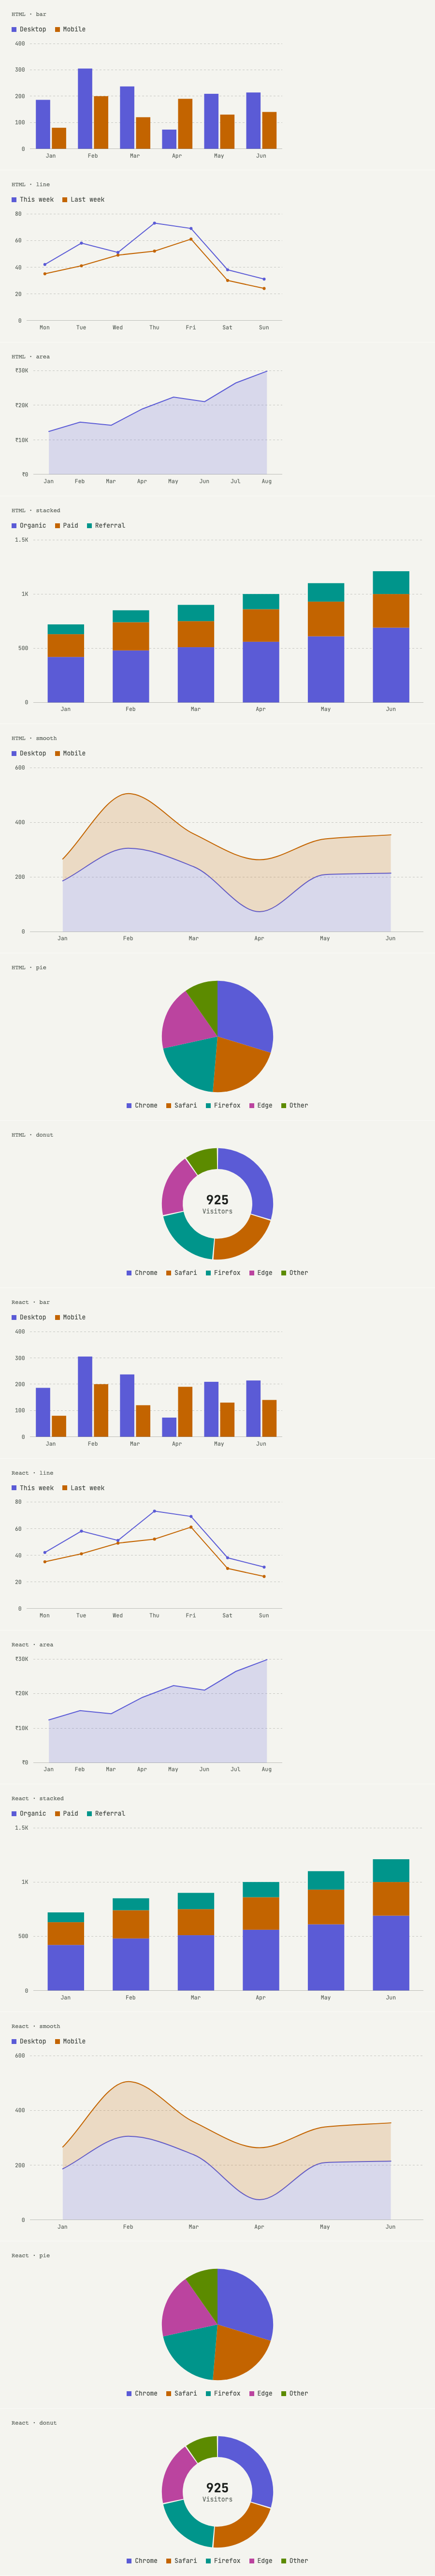 HTML · bar
Desktop Mobile
400
300
200
100
0
Jan Feb Mar Apr May Jun
HTML · line
This week Last week
80
60
40
20
0
Mon Tue Wed Thu Fri Sat Sun
HTML · area
₹30K
₹20K
₹10K
₹0
Jan Feb Mar Apr May Jun Jul Aug
HTML · stacked
Organic Paid Referral
1.5K
1K
500
0
Jan Feb Mar Apr May Jun
HTML · smooth
Desktop Mobile
600
400
200
0
Jan Feb Mar Apr May Jun
HTML · pie
Chrome Safari Firefox Edge Other
HTML · donut
925
Visitors
Chrome Safari Firefox Edge Other
React · bar
Desktop Mobile
400
300
200
100
0
Jan Feb Mar Apr May Jun
React · line
This week Last week
80
60
40
20
0
Mon Tue Wed Thu Fri Sat Sun
React · area
₹30K
₹20K
₹10K
₹0
Jan Feb Mar Apr May Jun Jul Aug
React · stacked
Organic Paid Referral
1.5K
1K
500
0
Jan Feb Mar Apr May Jun
React · smooth
Desktop Mobile
600
400
200
0
Jan Feb Mar Apr May Jun
React · pie
Chrome Safari Firefox Edge Other
React · donut
925
Visitors
Chrome Safari Firefox Edge Other